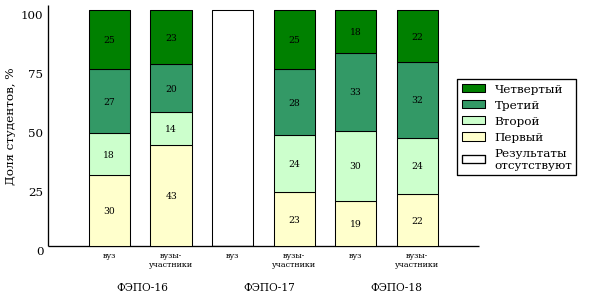 Доля студентов, %
100
75
50
25
0
25
27
18
30
23
20
14
43
25
28
24
23
18
33
30
19
22
32
24
22
вуз
вузы-
участники
вуз
вузы-
участники
вуз
вузы-
участники
ФЭПО-16
ФЭПО-17
ФЭПО-18
Четвертый
Третий
Второй
Первый
Результаты
отсутствуют